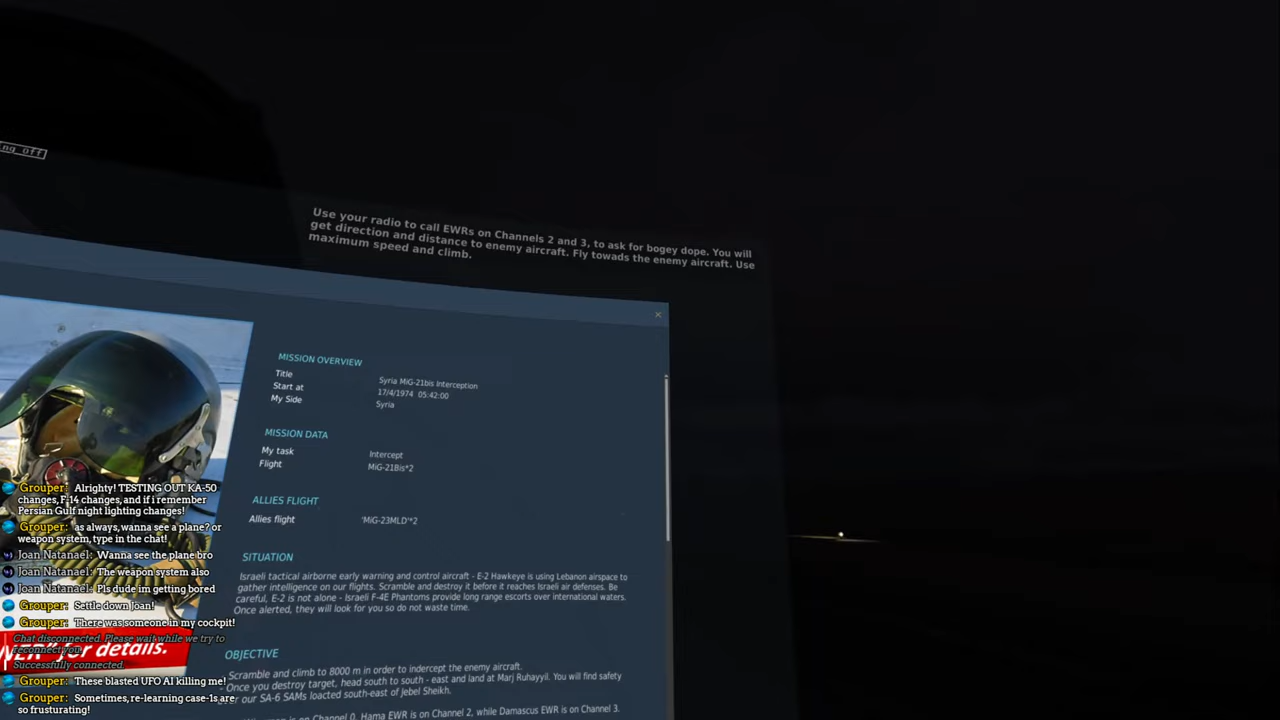 ng off
Use your radio to call EWRs on Channels 2 and 3, to ask for bogey dope. You will
get direction and distance to enemy aircraft. Fly towads the enemy aircraft. Use
maximum speed and climb.
MISSION OVERVIEW
Title Syria MiG-21bis Interception
Start at 17/4/1974 05:42:00
My Side Syria
MISSION DATA
My task Intercept
Flight MiG-21Bis*2
ALLIES FLIGHT
Allies flight 'MiG-23MLD'*2
SITUATION
Israeli tactical airborne early warning and control aircraft - E-2 Hawkeye is using Lebanon airspace to
gather intelligence on our flights. Scramble and destroy it before it reaches Israeli air defenses. Be
careful, E-2 is not alone - Israeli F-4E Phantoms provide long range escorts over international waters.
Once alerted, they will look for you so do not waste time.
OBJECTIVE
Scramble and climb to 8000 m in order to indercept the enemy aircraft.
- Once you destroy target, head south to south - east and land at Marj Ruhayyil. You will find safety
our SA-6 SAMs loacted south-east of Jebel Sheikh.
is on Channel 0, Hama EWR is on Channel 2, while Damascus EWR is on Channel 3.
Grouper: Alrighty! TESTING OUT KA-50
changes, F-14 changes, and if i remember
Persian Gulf night lighting changes!
Grouper: as always, wanna see a plane? or
weapon system, type in the chat!
Joan Natanael: Wanna see the plane bro
Joan Natanael: The weapon system also
Joan Natanael: Pls dude im getting bored
Grouper: Settle down Joan!
Grouper: There was someone in my cockpit!
Chat disconnected. Please wait while we try to
reconnect you.
Successfully connected.
Grouper: These blasted UFO AI killing me!
Grouper: Sometimes, re-learning case-1s are
so frusturating!
" for details.